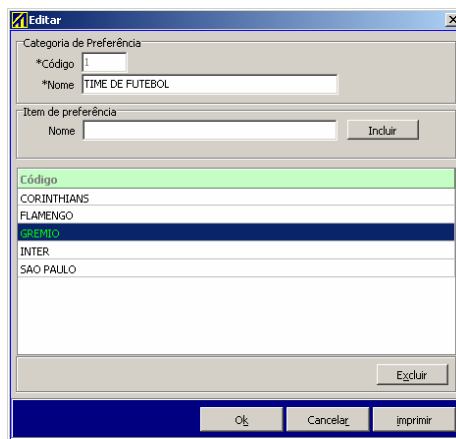 Editar
Categoria de Preferência
*Código 1
*Nome TIME DE FUTEBOL
Item de preferência
Nome Incluir
Código
CORINTHIANS
FLAMENGO
GREMIO
INTER
SAO PAULO
Excluir
Ok Cancelar imprimir